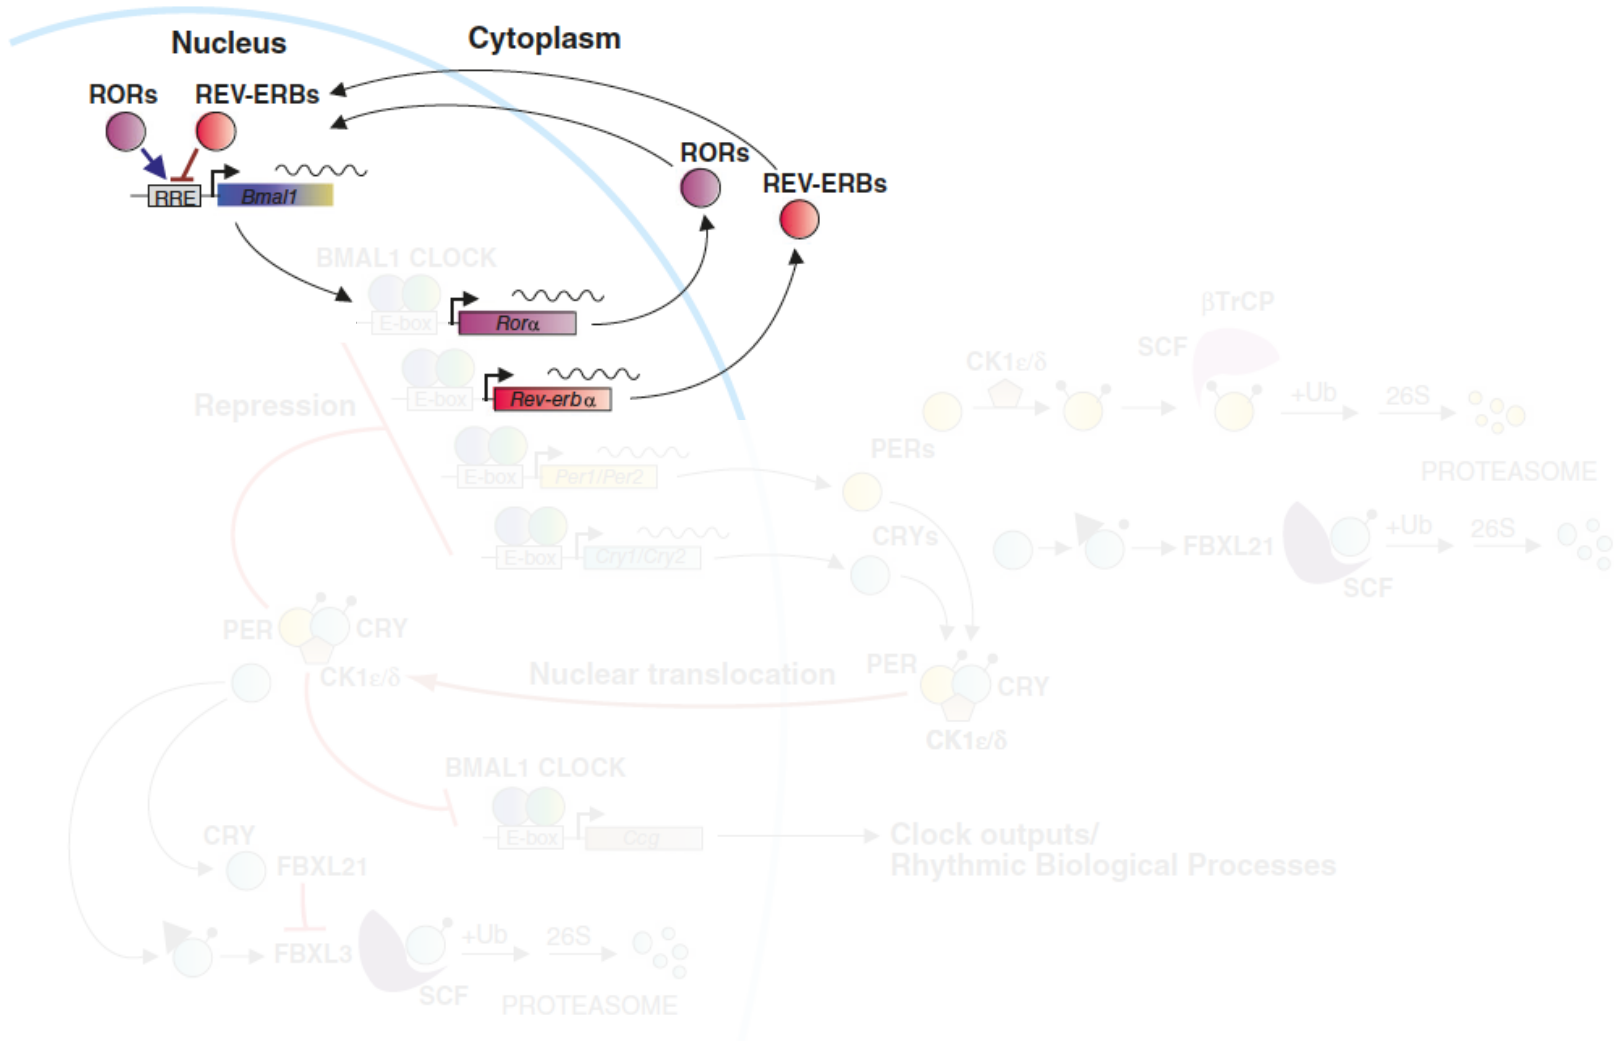 Nucleus
Cytoplasm
RORs
REV-ERBs
RORs
REV-ERBs
RRE
Bmal1
BMAL1 CLOCK
E-box
Rorα
E-box
Rev-erb α
Repression
E-box
Per1/Per2
E-box
Cry1/Cry2
PERs
CRYs
CK1ε/δ
SCF
βTrCP
+Ub
26S
PROTEASOME
FBXL21
SCF
+Ub
26S
PER
CRY
CK1ε/δ
Nuclear translocation
PER
CRY
CK1ε/δ
BMAL1 CLOCK
E-box
Ccg
Clock outputs/
Rhythmic Biological Processes
CRY
FBXL21
FBXL3
SCF
+Ub
26S
PROTEASOME